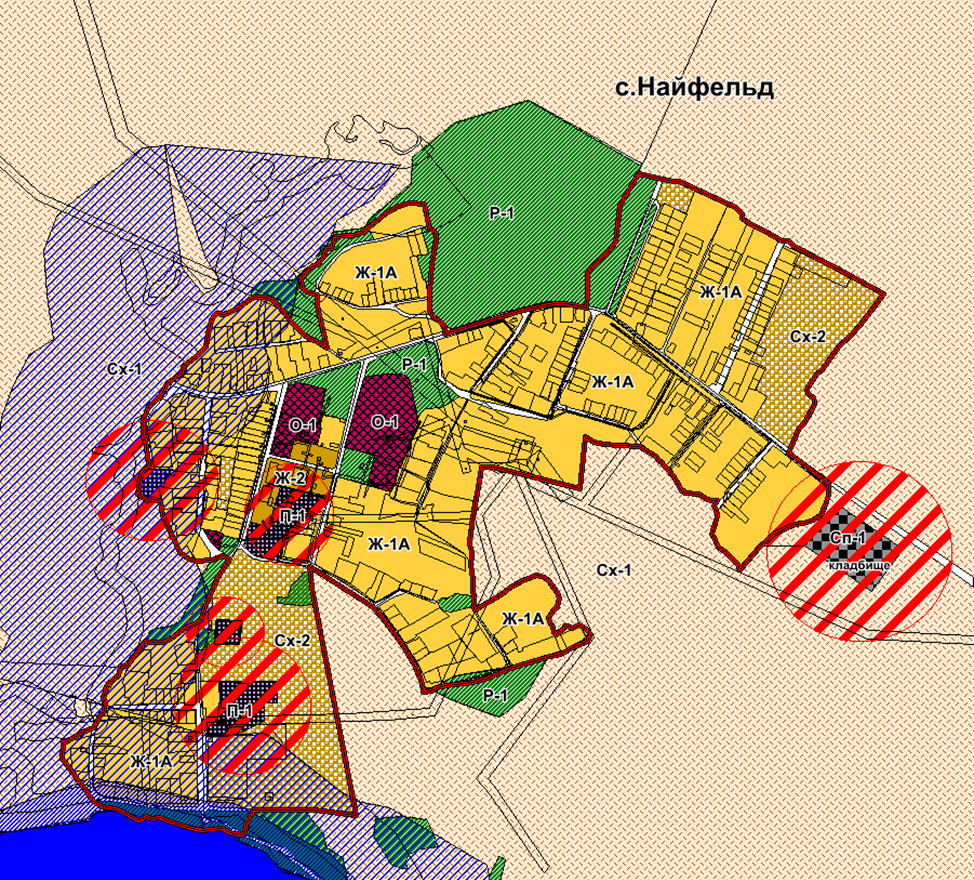 с.Найфельд
Р-1
Ж-1А
Ж-1А
Сх-2
Сх-1
Р-1
Ж-1А
О-1
О-1
Ж-2
П-1
Ж-1А
Сп-1
кладбище
Сх-1
Ж-1А
Сх-2
Р-1
П-1
Ж-1А